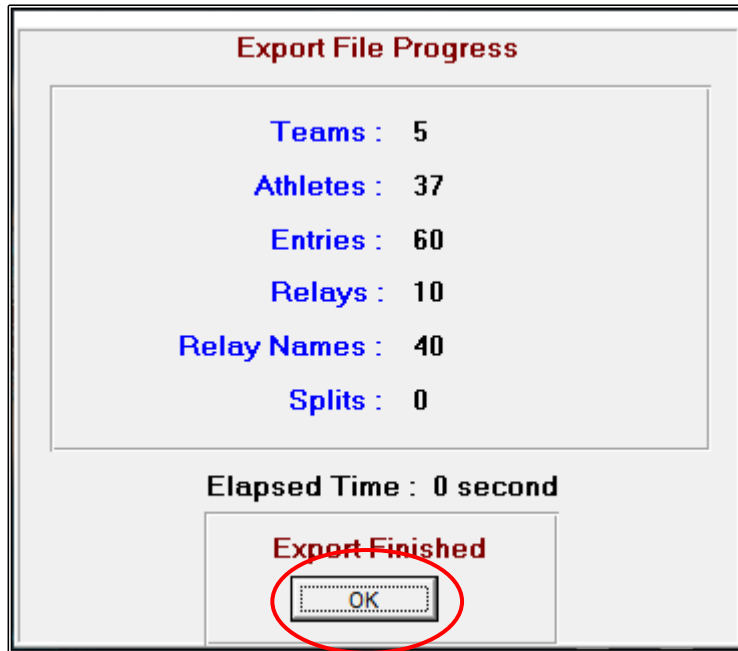 Export File Progress
Teams : 5
Athletes : 37
Entries : 60
Relays : 10
Relay Names : 40
Splits : 0
Elapsed Time : 0 second
Export Finished
OK